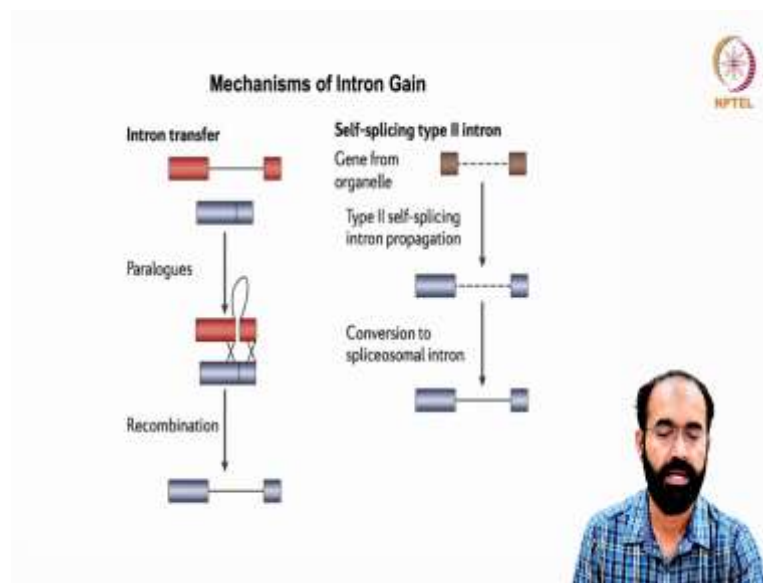 Mechanisms of Intron Gain
NPTEL
Intron transfer
Paralogues
Recombination
Self-splicing type II intron
Gene from
organelle
Type II self-splicing
intron propagation
Conversion to
spliceosomal intron